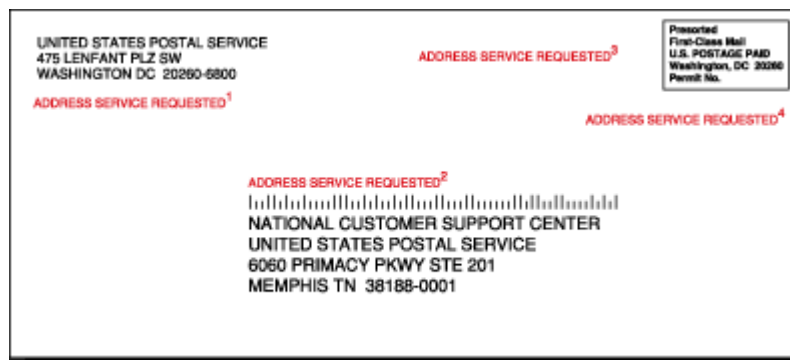 UNITED STATES POSTAL SERVICE
475 LENFANT PLZ SW
WASHINGTON DC 20260-6800
ADDRESS SERVICE REQUESTED1
ADDRESS SERVICE REQUESTED3
Presorted
First-Class Mail
U.S. POSTAGE PAID
Washington, DC 20260
Permit No.
ADDRESS SERVICE REQUESTED4
ADDRESS SERVICE REQUESTED2
NATIONAL CUSTOMER SUPPORT CENTER
UNITED STATES POSTAL SERVICE
6060 PRIMACY PKWY STE 201
MEMPHIS TN 38188-0001